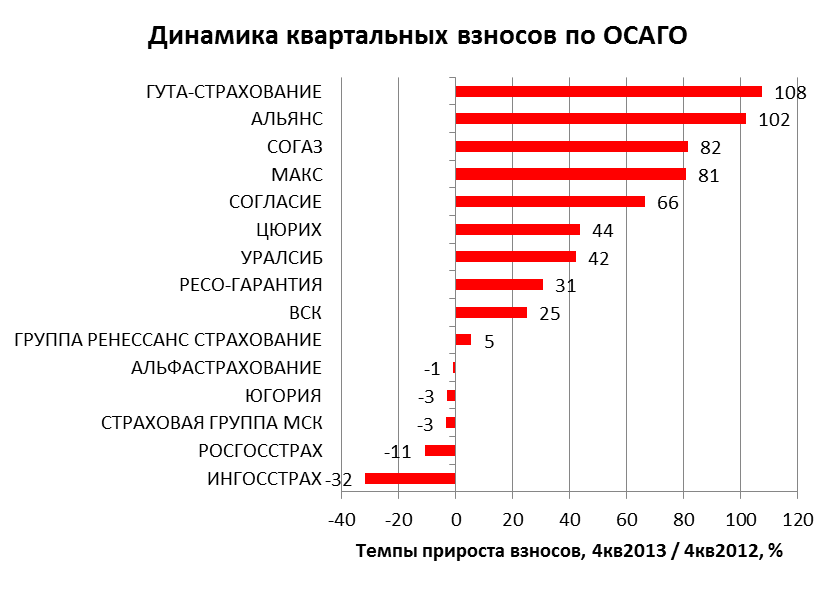 Динамика квартальных взносов по ОСАГО
ГУТА-СТРАХОВАНИЕ 108
АЛЬЯНС 102
СОГАЗ 82
МАКС 81
СОГЛАСИЕ 66
ЦЮРИХ 44
УРАЛСИБ 42
РЕСО-ГАРАНТИЯ 31
ВСК 25
ГРУППА РЕНЕССАНС СТРАХОВАНИЕ 5
АЛЬФАСТРАХОВАНИЕ -1
ЮГОРИЯ -3
СТРАХОВАЯ ГРУППА МСК -3
РОСГОССТРАХ -11
ИНГОССТРАХ -32
-40 -20 0 20 40 60 80 100 120
Темпы прироста взносов, 4кв2013 / 4кв2012, %